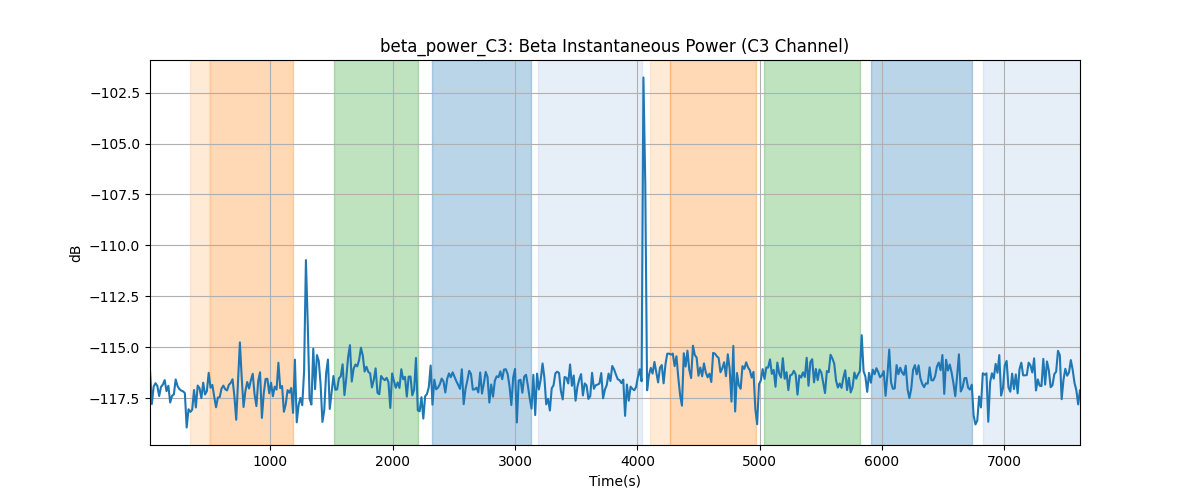 beta_power_C3: Beta Instantaneous Power (C3 Channel)
dB
−102.5
−105.0
−107.5
−110.0
−112.5
−115.0
−117.5
1000 2000 3000 4000 5000 6000 7000
Time(s)